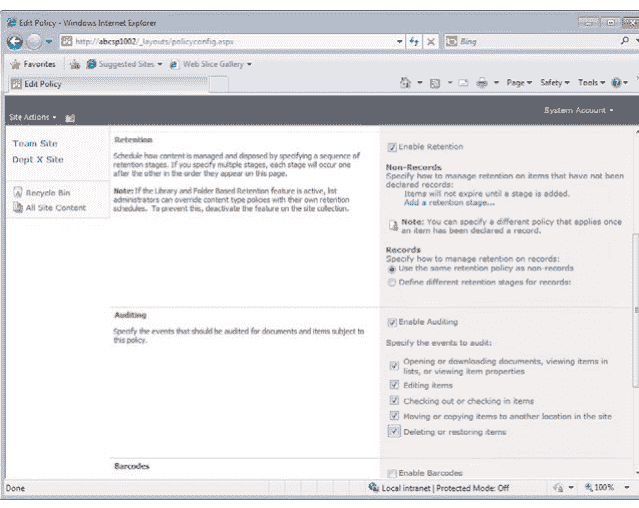 Edit Policy - Windows Internet Explorer
http://abcsp1002/_layouts/policyconfig.aspx
Bing
Favorites
Suggested Sites
Web Slice Gallery
Edit Policy
Page
Safety
Tools
System Account
Site Actions
Team Site
Dept X Site
Recycle Bin
All Site Content
Retention
Schedule how content is managed and disposed by specifying a sequence of
retention stages. If you specify multiple stages, each stage will occur one
after the other in the order they appear on this page.
Note: If the Library and Folder Based Retention feature is active, list
administrators can override content type policies with their own retention
schedules. To prevent this, deactivate the feature on the site collection.
Enable Retention
Non-Records
Specify how to manage retention on items that have not been
declared records:
Items will not expire until a stage is added.
Add a retention stage...
Note: You can specify a different policy that applies once
an item has been declared a record.
Records
Specify how to manage retention on records:
Use the same retention policy as non-records
Define different retention stages for records:
Auditing
Specify the events that should be audited for documents and items subject to
this policy.
Enable Auditing
Specify the events to audit:
Opening or downloading documents, viewing items in
lists, or viewing item properties
Editing items
Checking out or checking in items
Moving or copying items to another location in the site
Deleting or restoring items
Barcodes
Enable Barcodes
Done
Local intranet | Protected Mode: Off
100%